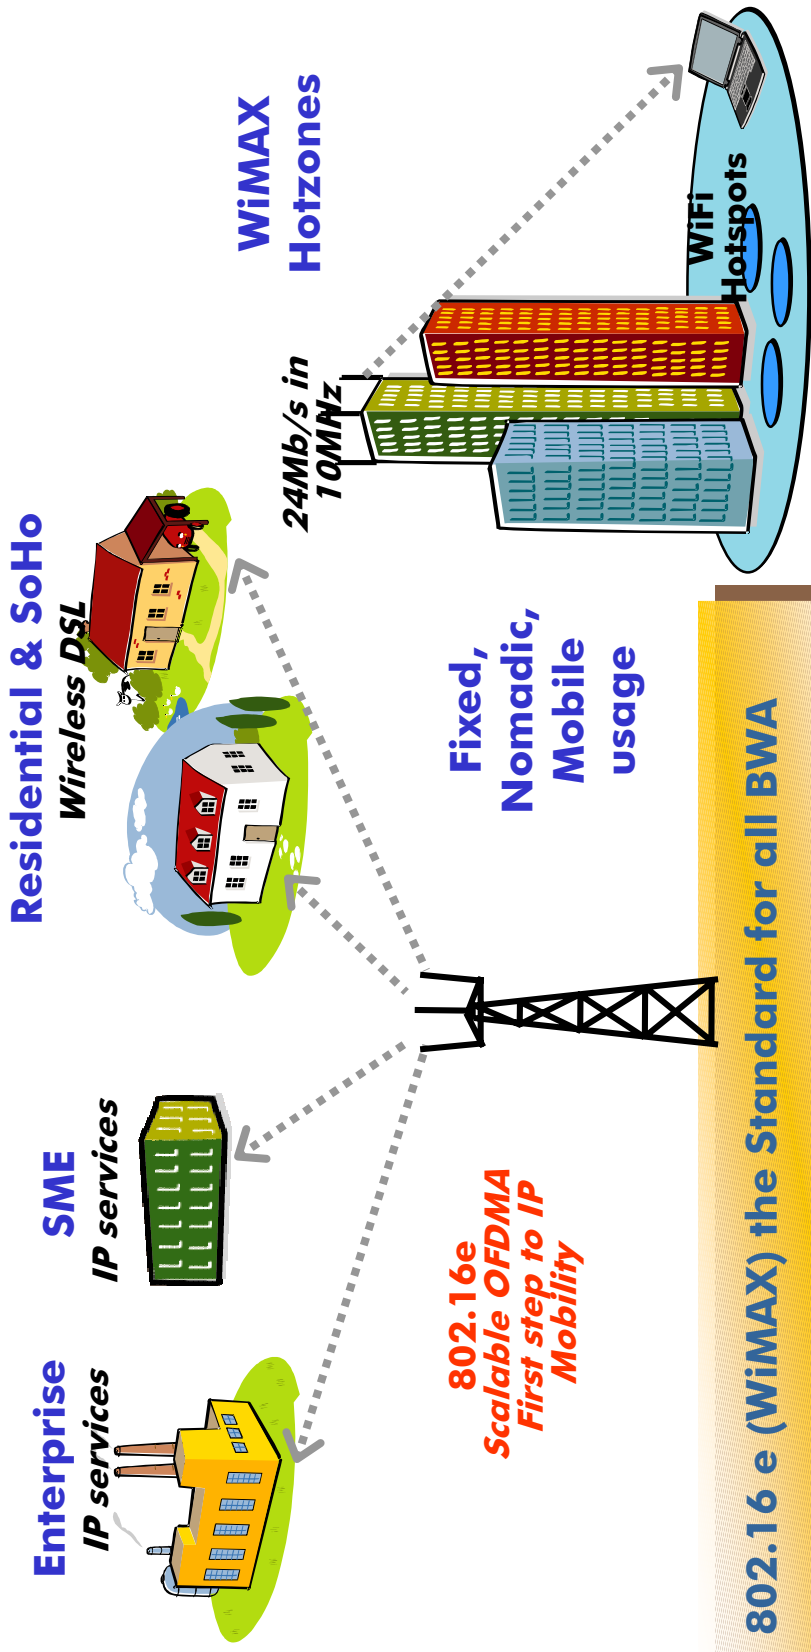 Enterprise
IP services
SME
IP services
Residential & SoHo
Wireless DSL
WiMAX
Hotzones
24Mb/s in
10MHz
802.16e
Scalable OFDMA
First step to IP
Mobility
Fixed,
Nomadic,
Mobile
usage
WiFi
Hotspots
802.16 e (WiMAX) the Standard for all BWA